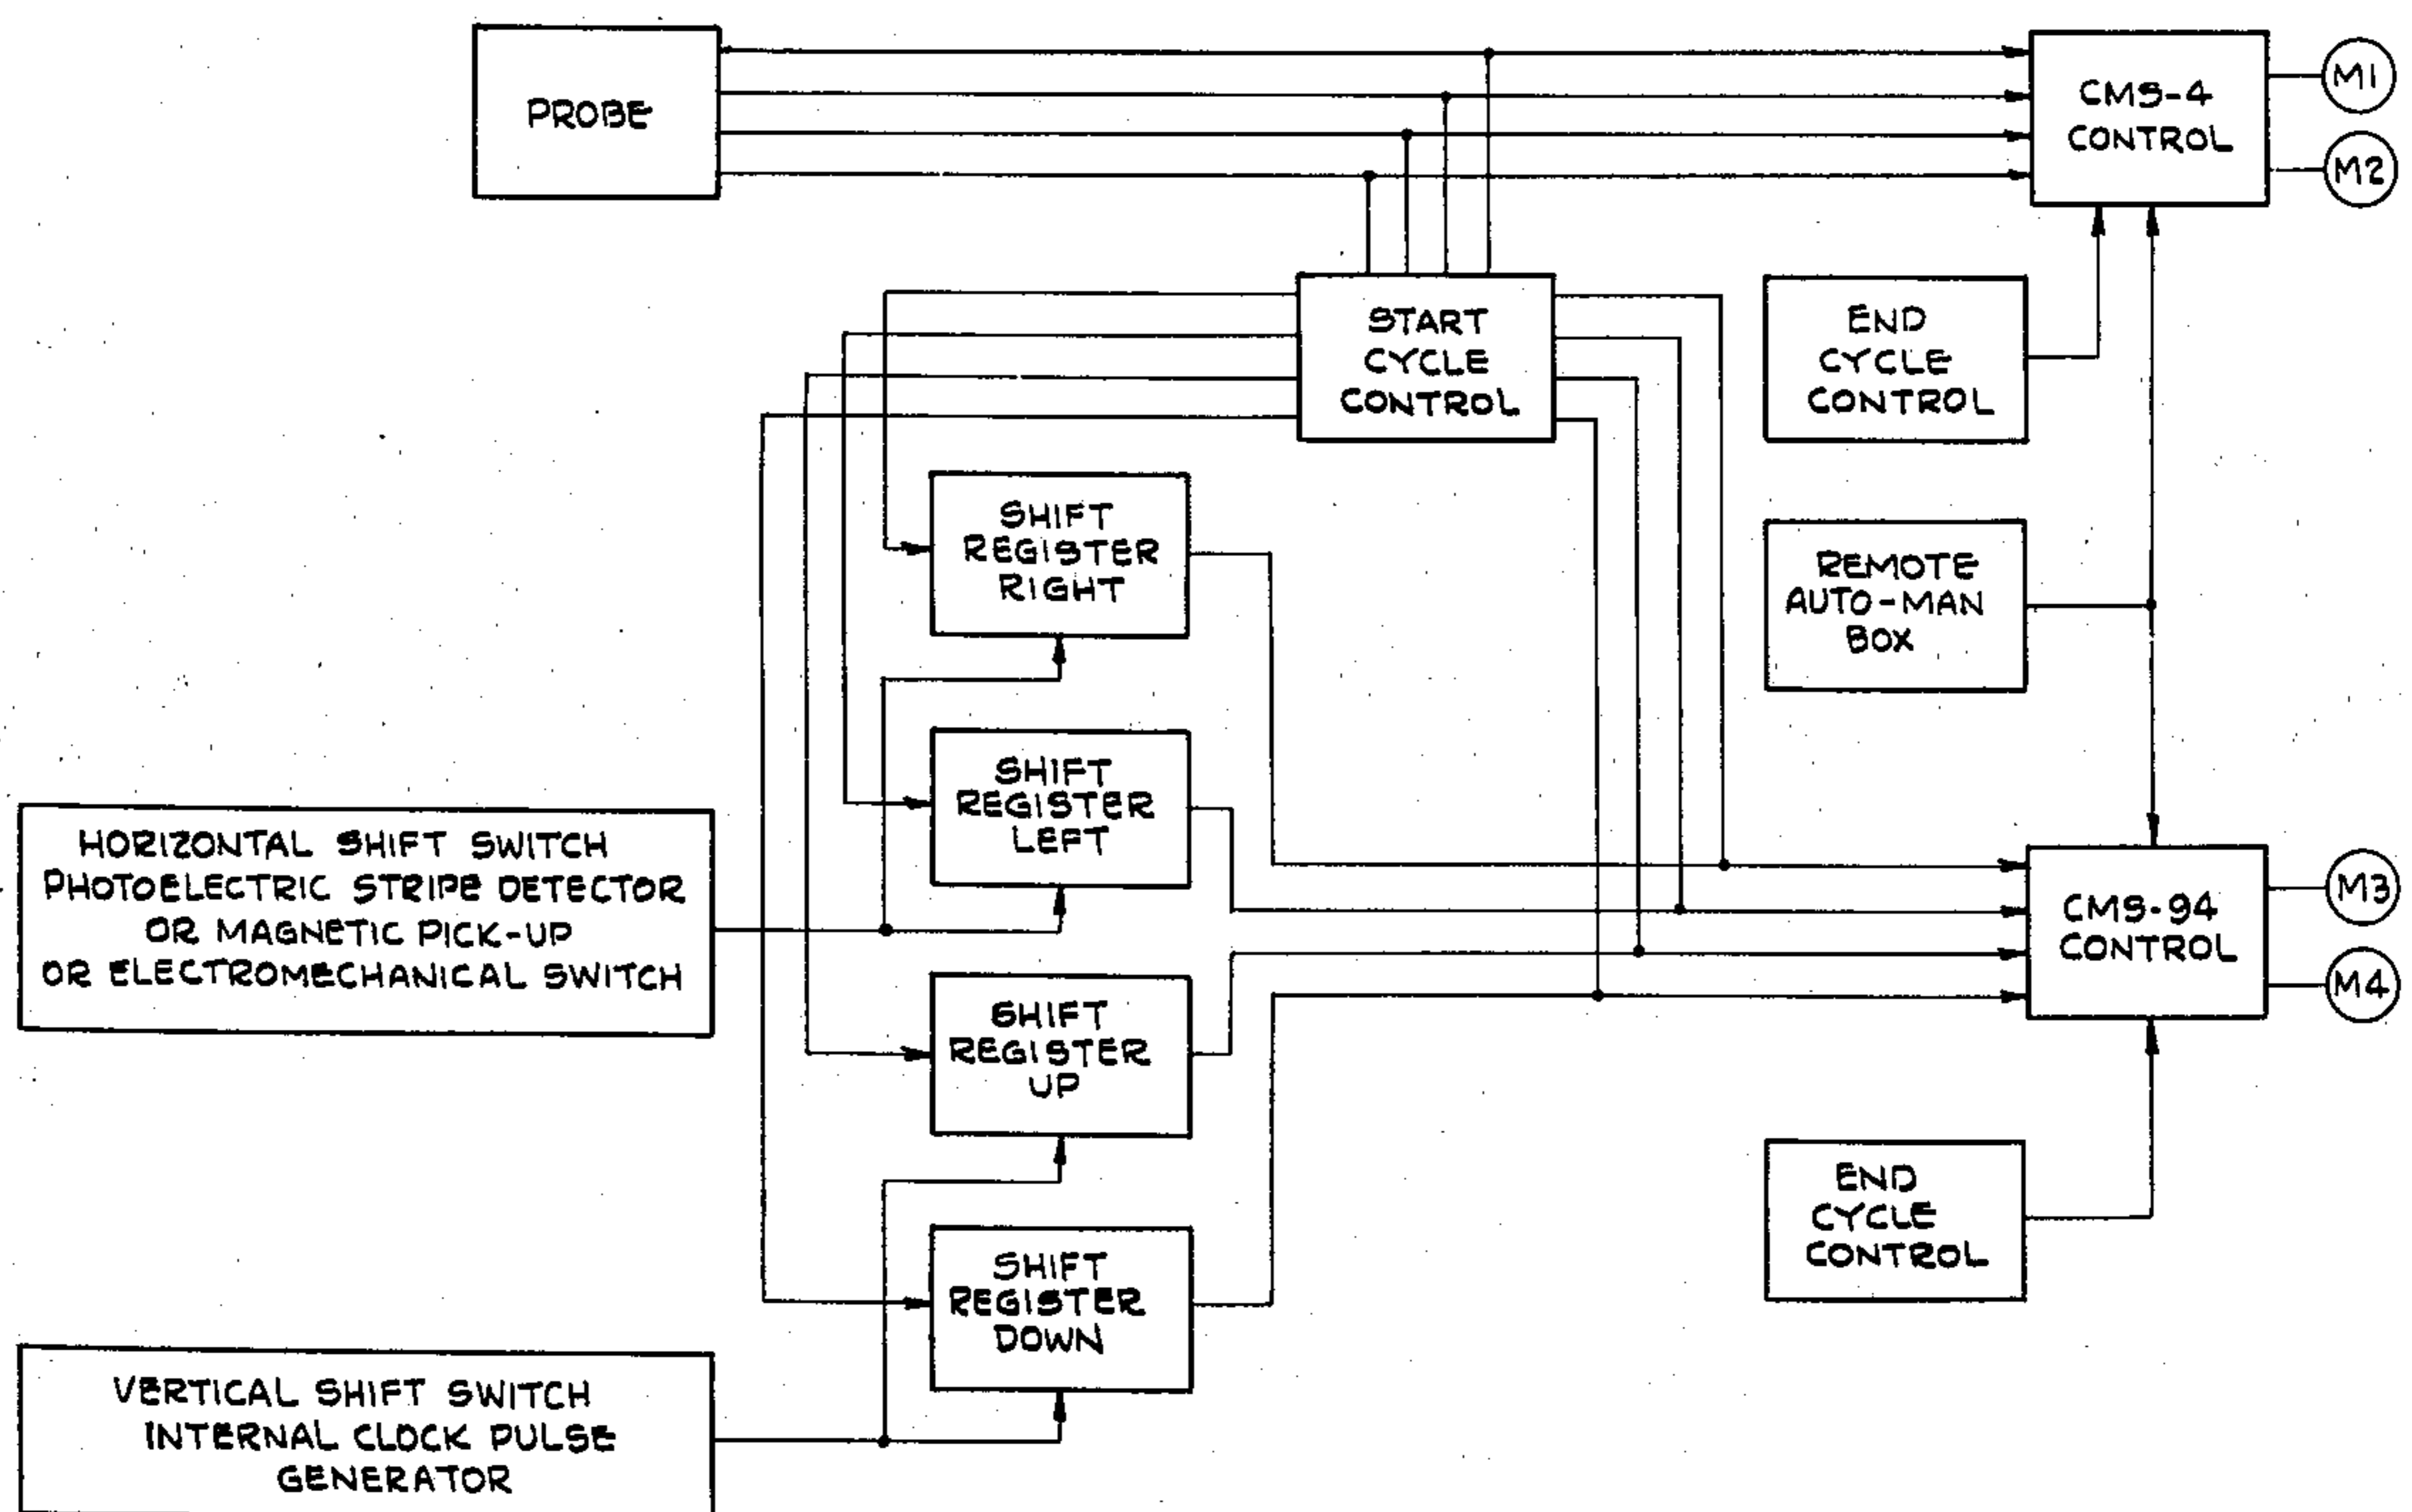 PROBE
CMS-4
CONTROL
M1
M2
START
CYCLE
CONTROL
END
CYCLE
CONTROL
SHIFT
REGISTER
RIGHT
REMOTE
AUTO-MAN
BOX
SHIFT
REGISTER
LEFT
HORIZONTAL SHIFT SWITCH
PHOTOELECTRIC STRIPE DETECTOR
OR MAGNETIC PICK-UP
OR ELECTROMECHANICAL SWITCH
CMS-94
CONTROL
M3
M4
SHIFT
REGISTER
UP
END
CYCLE
CONTROL
SHIFT
REGISTER
DOWN
VERTICAL SHIFT SWITCH
INTERNAL CLOCK PULSE
GENERATOR